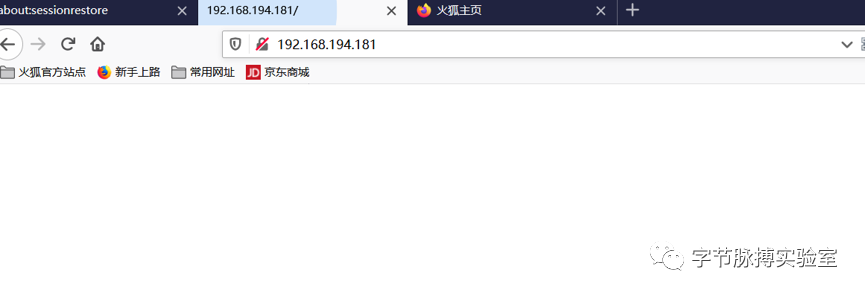 about:sessionrestore
192.168.194.181/
火狐主页
192.168.194.181
火狐官方站点
新手上路
常用网址
JD 京东商城
字节脉搏实验室